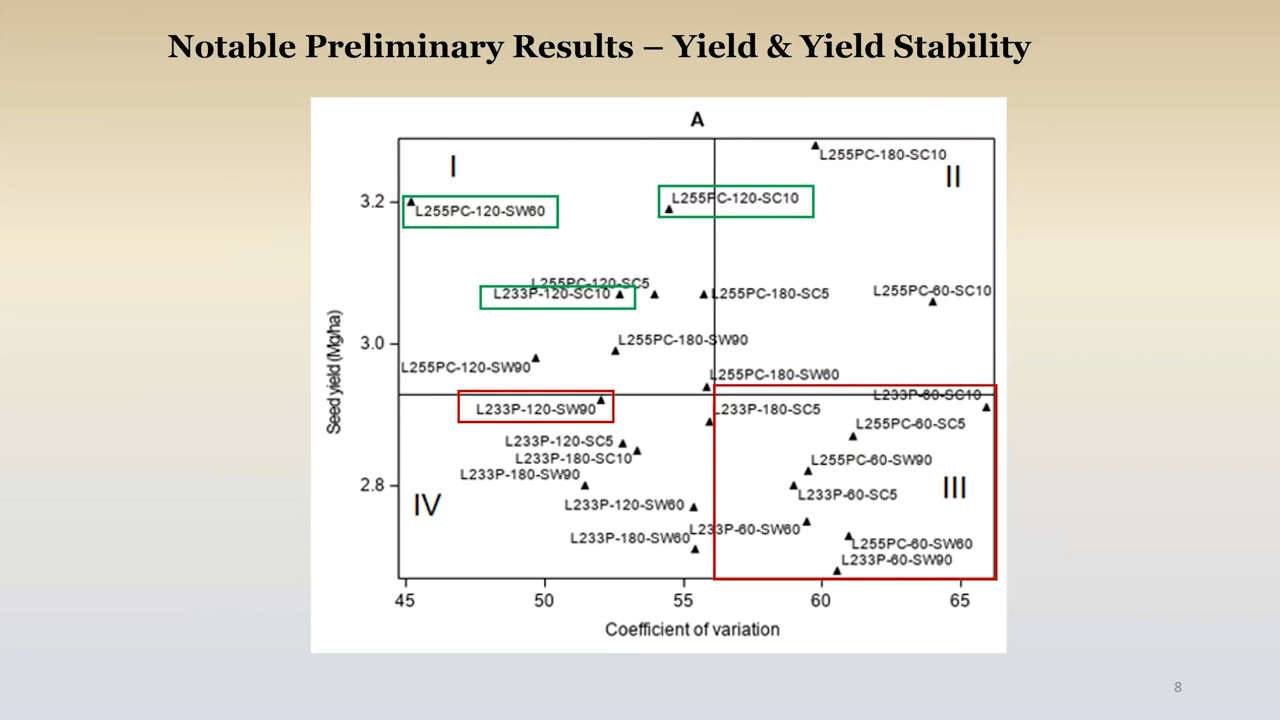 Notable Preliminary Results – Yield & Yield Stability
A
I
II
L255PC-180-SC10
3.2
L255PC-120-SW60
L255PC-120-SC10
L255PC-120-SC5
L233P-120-SC10
L255PC-180-SC5
L255PC-60-SC10
3.0
L255PC-180-SW90
L255PC-120-SW90
L255PC-180-SW60
L233P-60-SC10
L233P-120-SW90
L233P-180-SC5
L255PC-60-SC5
L233P-120-SC5
L233P-180-SC10
L255PC-60-SW90
L233P-180-SW90
2.8
L233P-60-SC5
III
IV
L233P-120-SW60
L233P-60-SW60
L233P-180-SW60
L255PC-60-SW60
L233P-60-SW90
Seed yield (Mg/ha)
45
50
55
60
65
Coefficient of variation
8